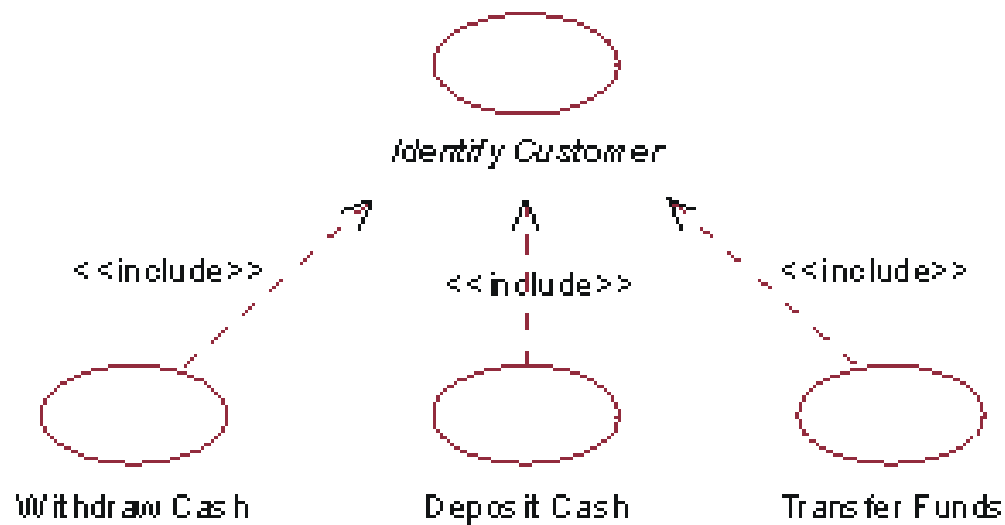 Identify Customer
<<include>>
<<include>>
<<include>>
Withdraw Cash
Deposit Cash
Transfer Funds